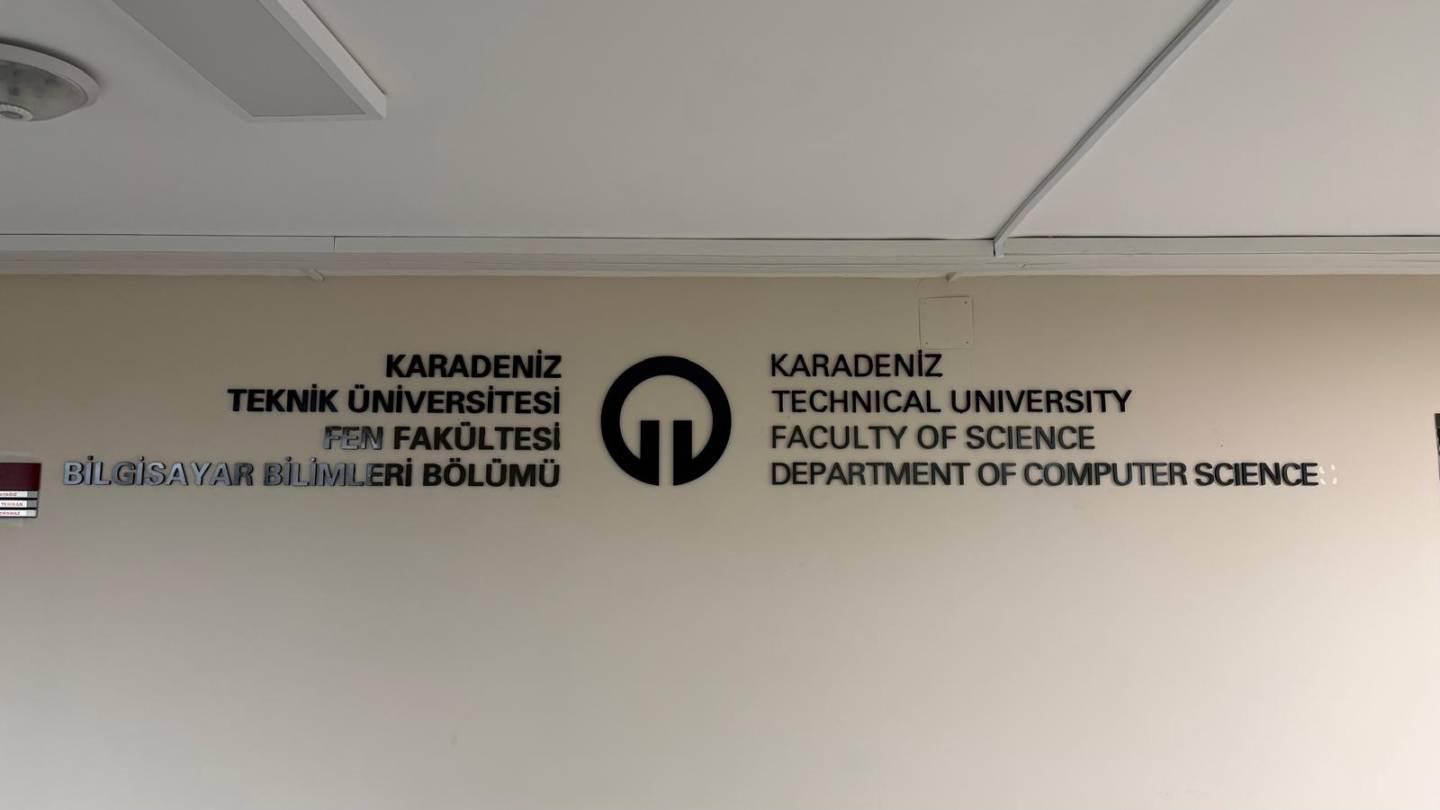 KARADENİZ
TEKNİK ÜNİVERSİTESİ
FEN FAKÜLTESİ
BİLGİSAYAR BİLİMLERİ BÖLÜMÜ
KARADENİZ
TECHNICAL UNIVERSITY
FACULTY OF SCIENCE
DEPARTMENT OF COMPUTER SCIENCE